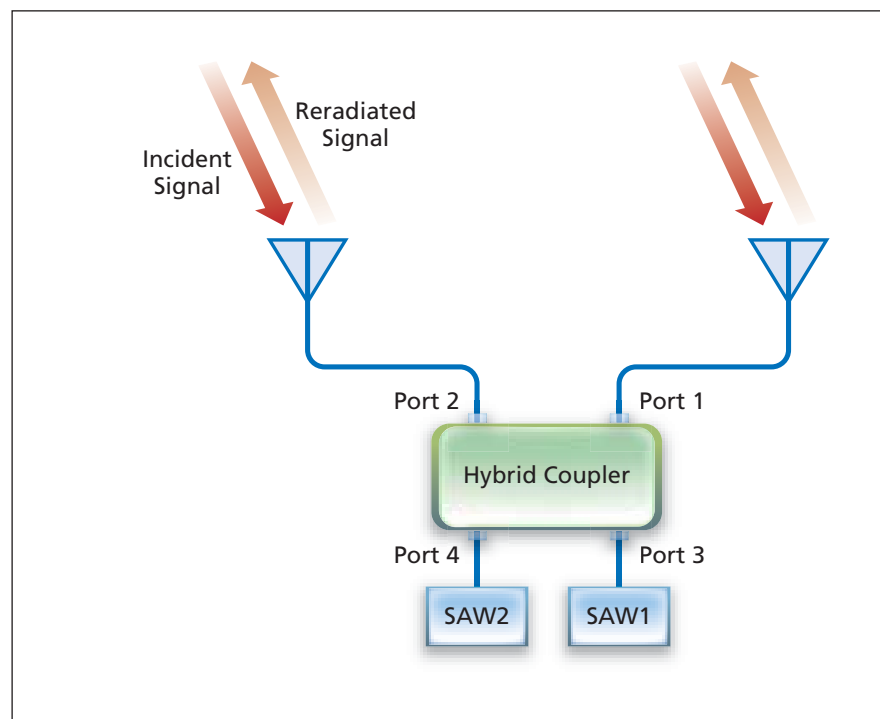 Reradiated
Signal
Incident
Signal
Port 2
Port 1
Hybrid Coupler
Port 4
Port 3
SAW2
SAW1